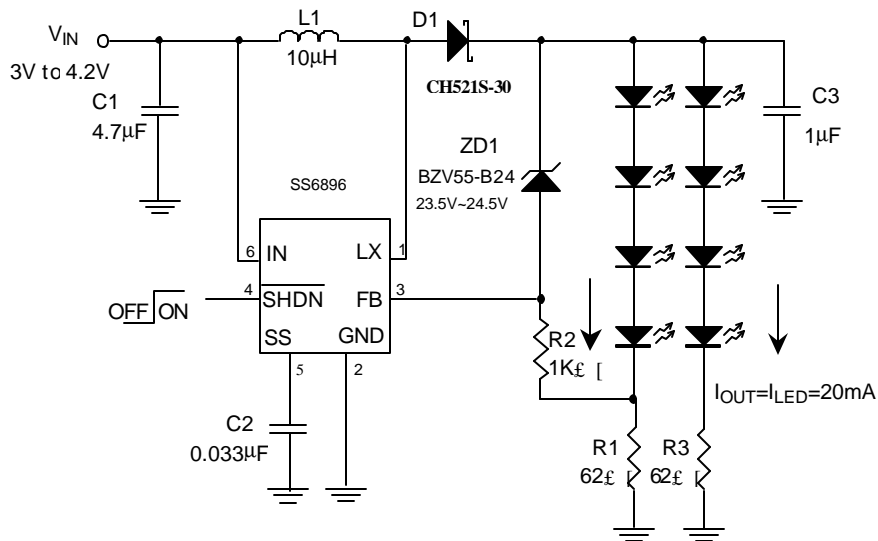 L1
D1
VIN
10µH
3V to 4.2V
CH521S-30
C1
4.7µF
C3
1µF
ZD1
BZV55-B24
23.5V~24.5V
SS6896
6 IN
LX 1
4 SHDN
FB 3
OFF ON
SS
GND
5
2
R2
1K£ [
IOUT=ILED=20mA
C2
0.033µF
R1
R3
62£ [
62£ [